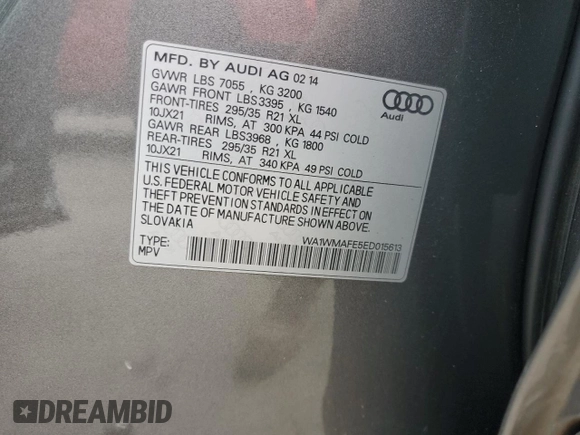 MFD. BY AUDI AG 02 14
GVWR LBS 7055 , KG 3200
GAWR FRONT LBS3395 , KG 1540
FRONT-TIRES 295/35 R21 XL
10JX21 RIMS, AT 300 KPA 44 PSI COLD
GAWR REAR LBS3968 , KG 1800
REAR-TIRES 295/35 R21 XL
10JX21 RIMS, AT 340 KPA 49 PSI COLD
Audi
THIS VEHICLE CONFORMS TO ALL APPLICABLE
U.S. FEDERAL MOTOR VEHICLE SAFETY AND
THEFT PREVENTION STANDARDS IN EFFECT ON
THE DATE OF MANUFACTURE SHOWN ABOVE.
SLOVAKIA
TYPE:
MPV
WA1WMAFE5ED015613
DREAMBID